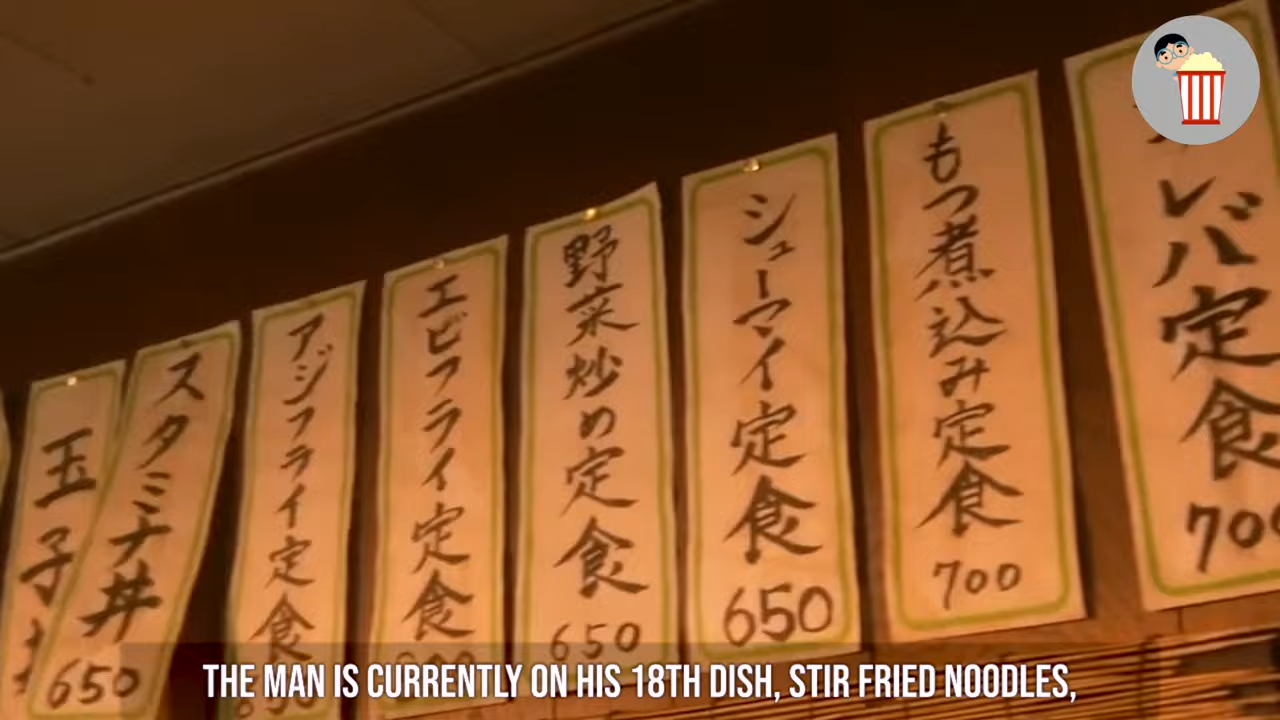 レバ定食
700
もつ煮込み定食
700
シューマイ定食
650
野菜炒め定食
650
エビフライ定食
アジフライ定食
スタミナ丼
650
玉子
THE MAN IS CURRENTLY ON HIS 18TH DISH, STIR FRIED NOODLES,